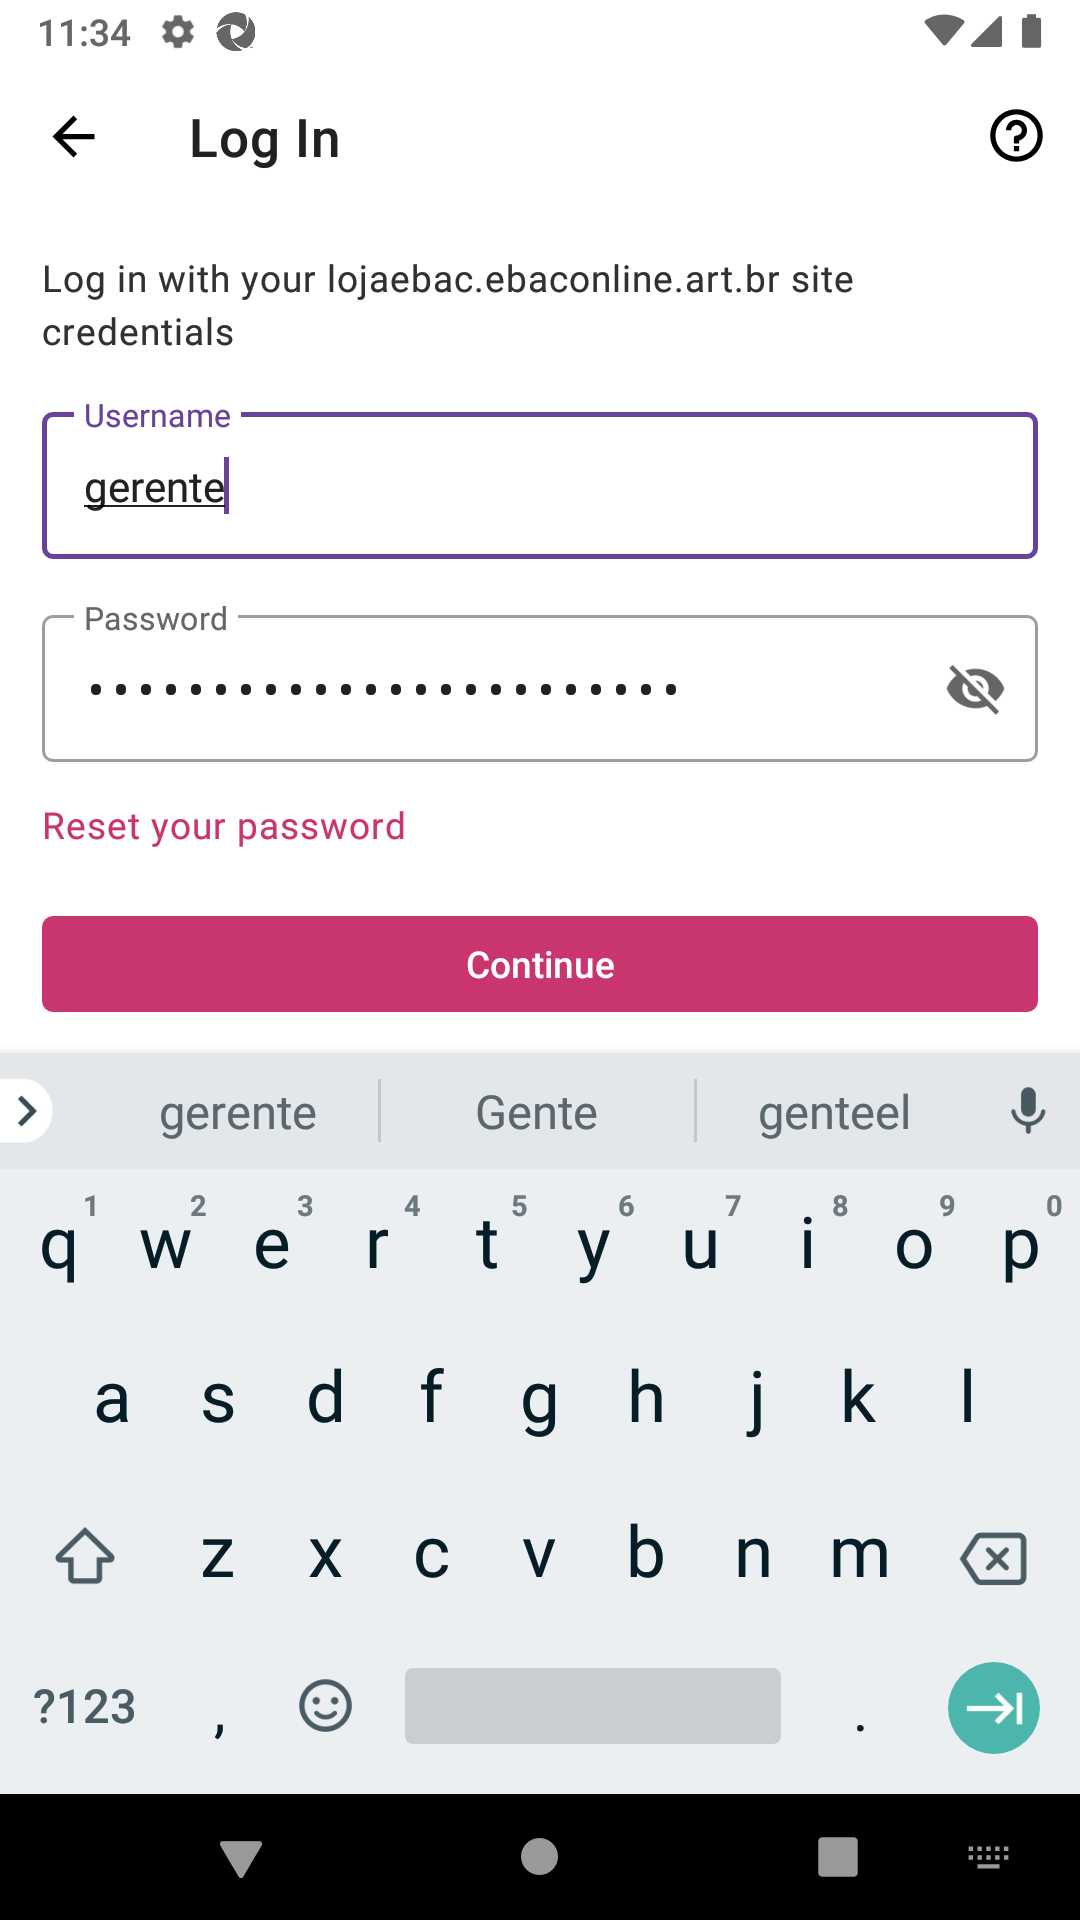 11:34
Log In
Log in with your lojaebac.ebaconline.art.br site
credentials
Username
gerente
Password
••••••••••••••••••••••••
Reset your password
Continue
gerente Gente genteel
1 2 3 4 5 6 7 8 9 0
q w e r t y u i o p
a s d f g h j k l
z x c v b n m
?123 , .